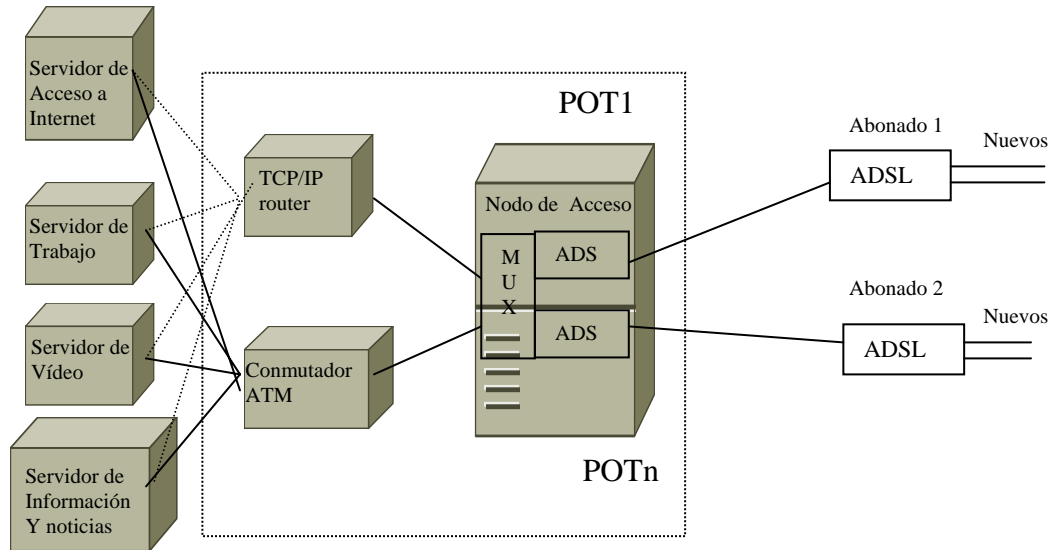 Servidor de
Acceso a
Internet
Servidor de
Trabajo
Servidor de
Vídeo
Servidor de
Información
Y noticias
TCP/IP
router
Conmutador
ATM
POT1
Nodo de Acceso
M
U
X
ADS
ADS
POTn
Abonado 1
ADSL
Nuevos
Abonado 2
ADSL
Nuevos